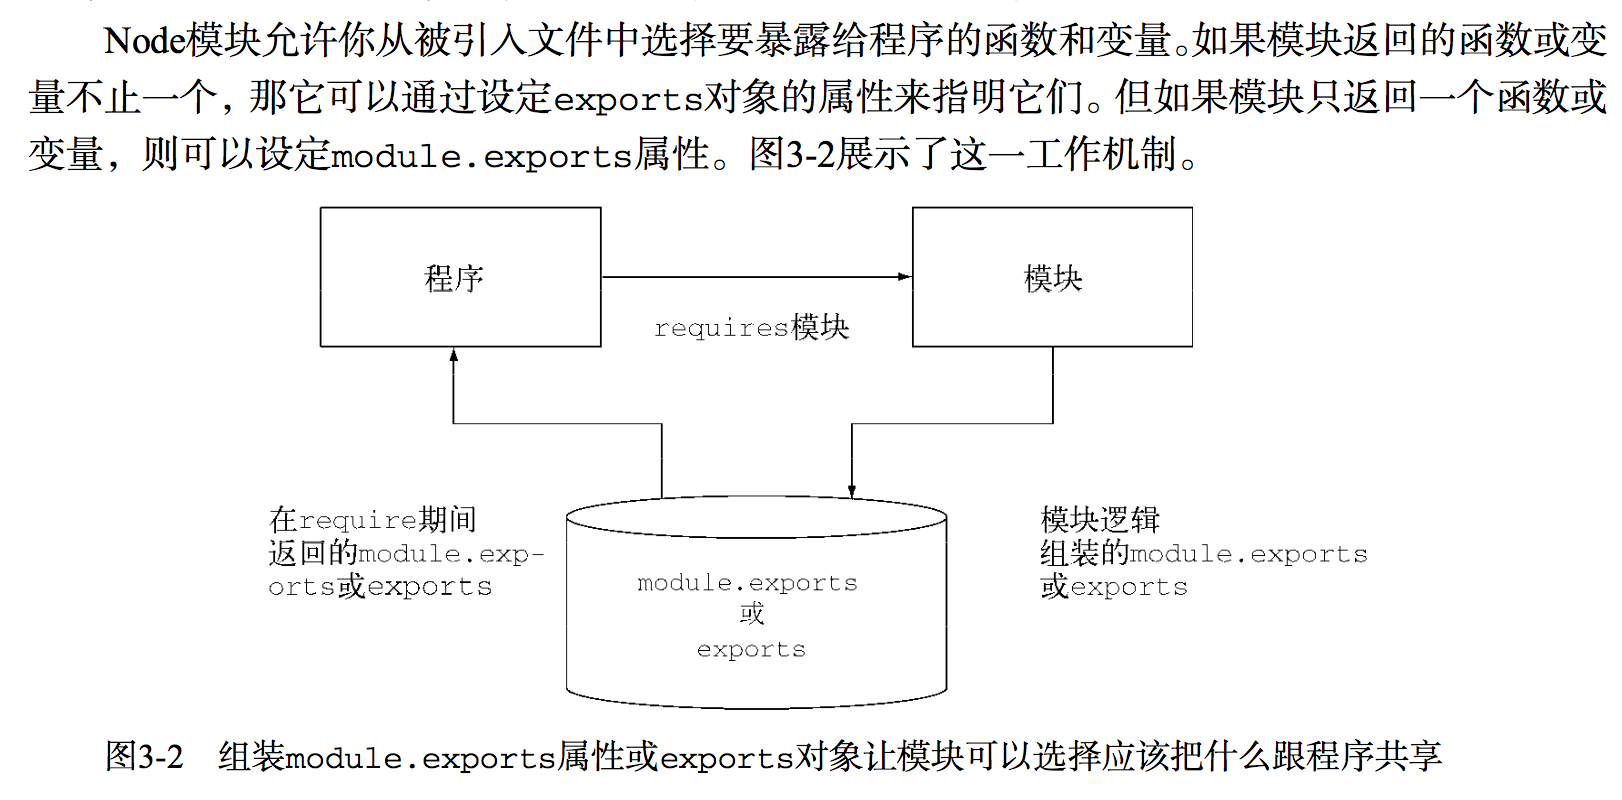 Node模块允许你从被引入文件中选择要暴露给程序的函数和变量。如果模块返回的函数或变
量不止一个，那它可以通过设定exports对象的属性来指明它们。但如果模块只返回一个函数或
变量，则可以设定module.exports属性。图3-2展示了这一工作机制。
程序
模块
requires模块
在require期间
返回的module.exp-
orts或exports
module.exports
或
exports
模块逻辑
组装的module.exports
或exports
图3-2 组装module.exports属性或exports对象让模块可以选择应该把什么跟程序共享